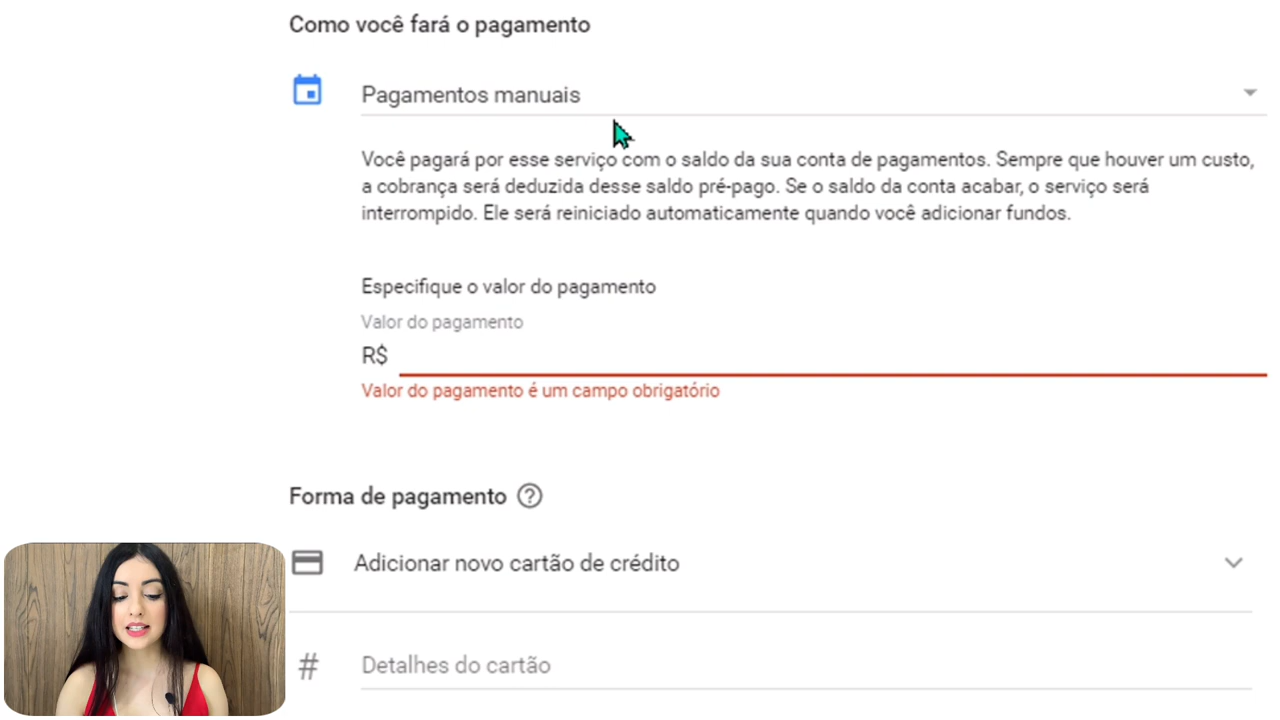 Como você fará o pagamento
Pagamentos manuais
Você pagará por esse serviço com o saldo da sua conta de pagamentos. Sempre que houver um custo,
a cobrança será deduzida desse saldo pré-pago. Se o saldo da conta acabar, o serviço será
interrompido. Ele será reiniciado automaticamente quando você adicionar fundos.
Especifique o valor do pagamento
Valor do pagamento
R$
Valor do pagamento é um campo obrigatório
Forma de pagamento ?
Adicionar novo cartão de crédito
# Detalhes do cartão